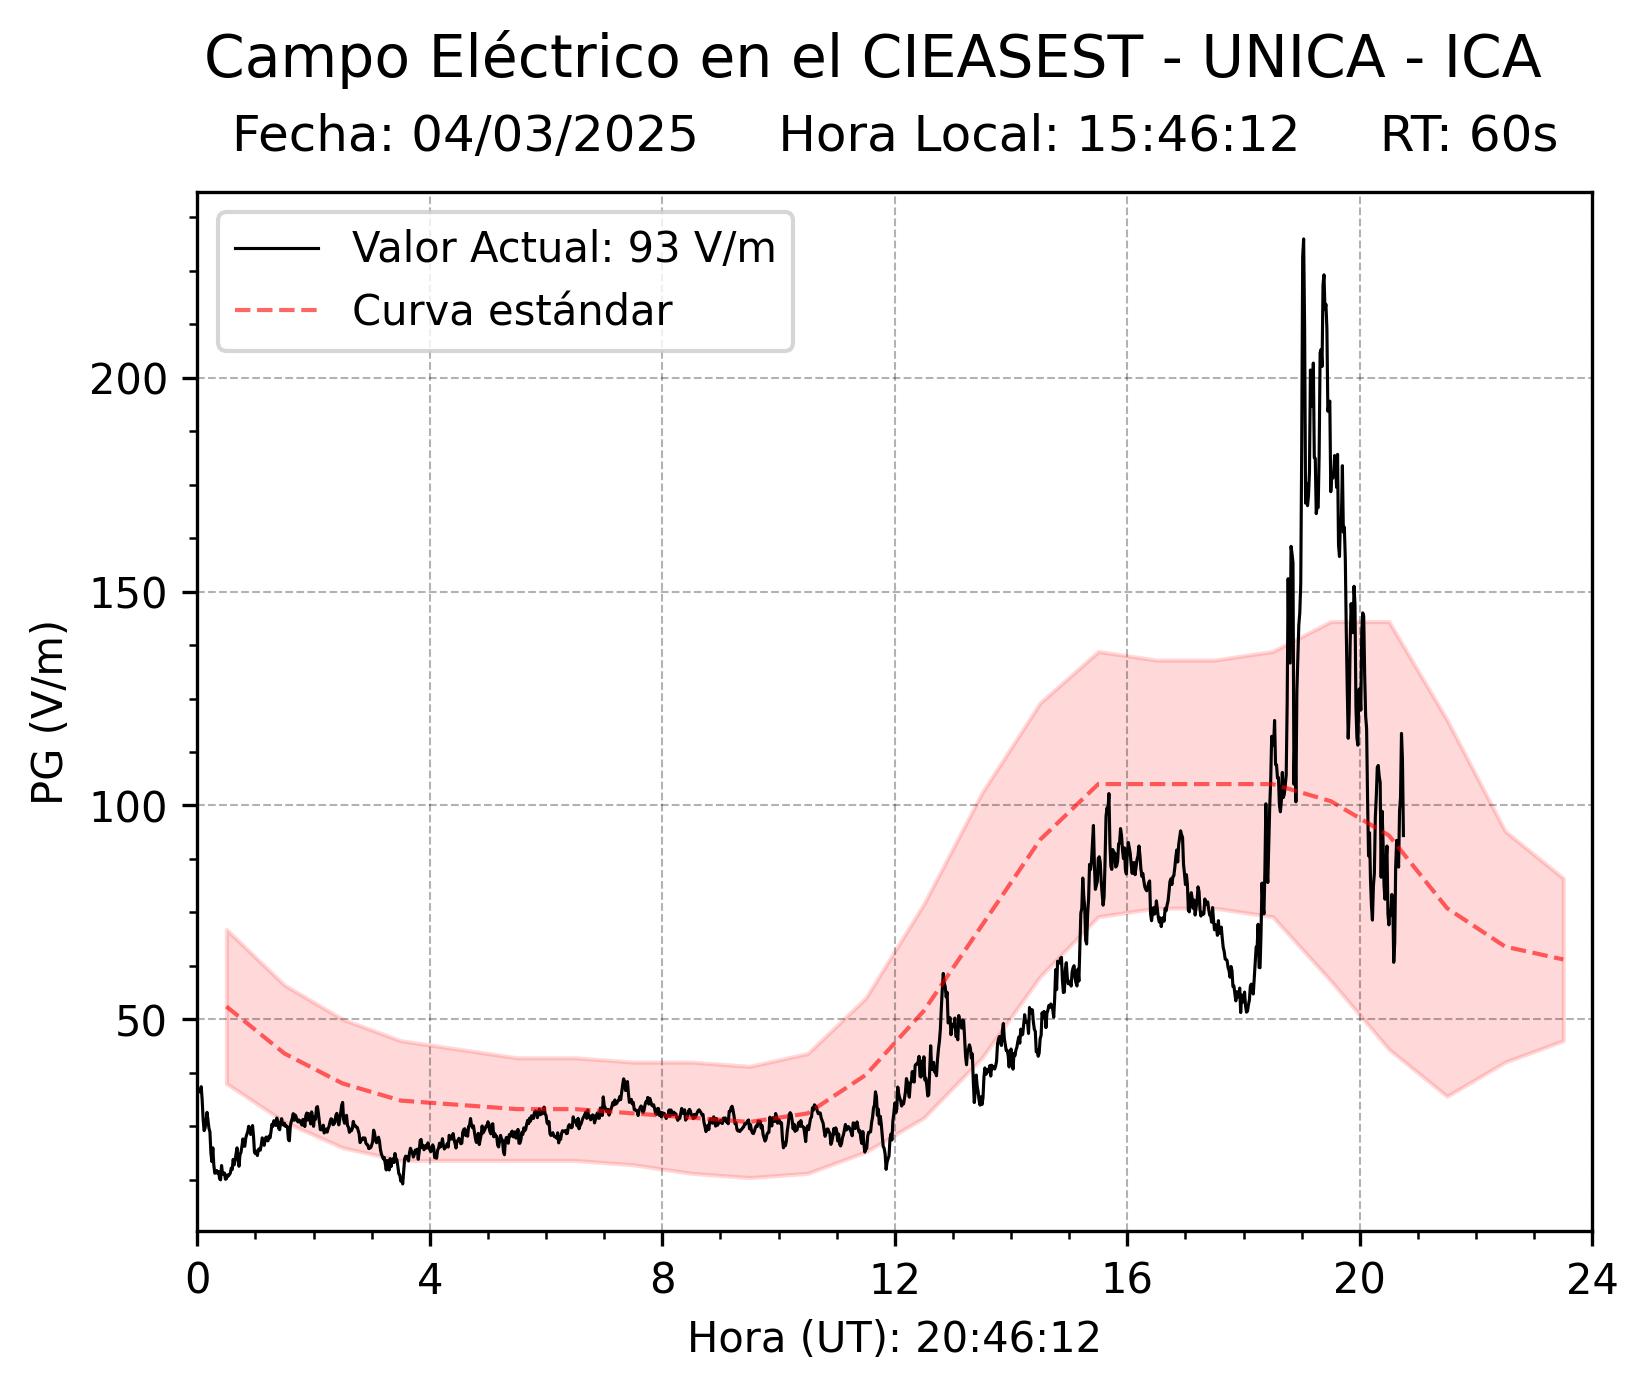 Campo Eléctrico en el CIEASEST - UNICA - ICA
Fecha: 04/03/2025 Hora Local: 15:46:12 RT: 60s
Valor Actual: 93 V/m
Curva estándar
200
150
100
50
PG (V/m)
0 4 8 12 16 20 24
Hora (UT): 20:46:12